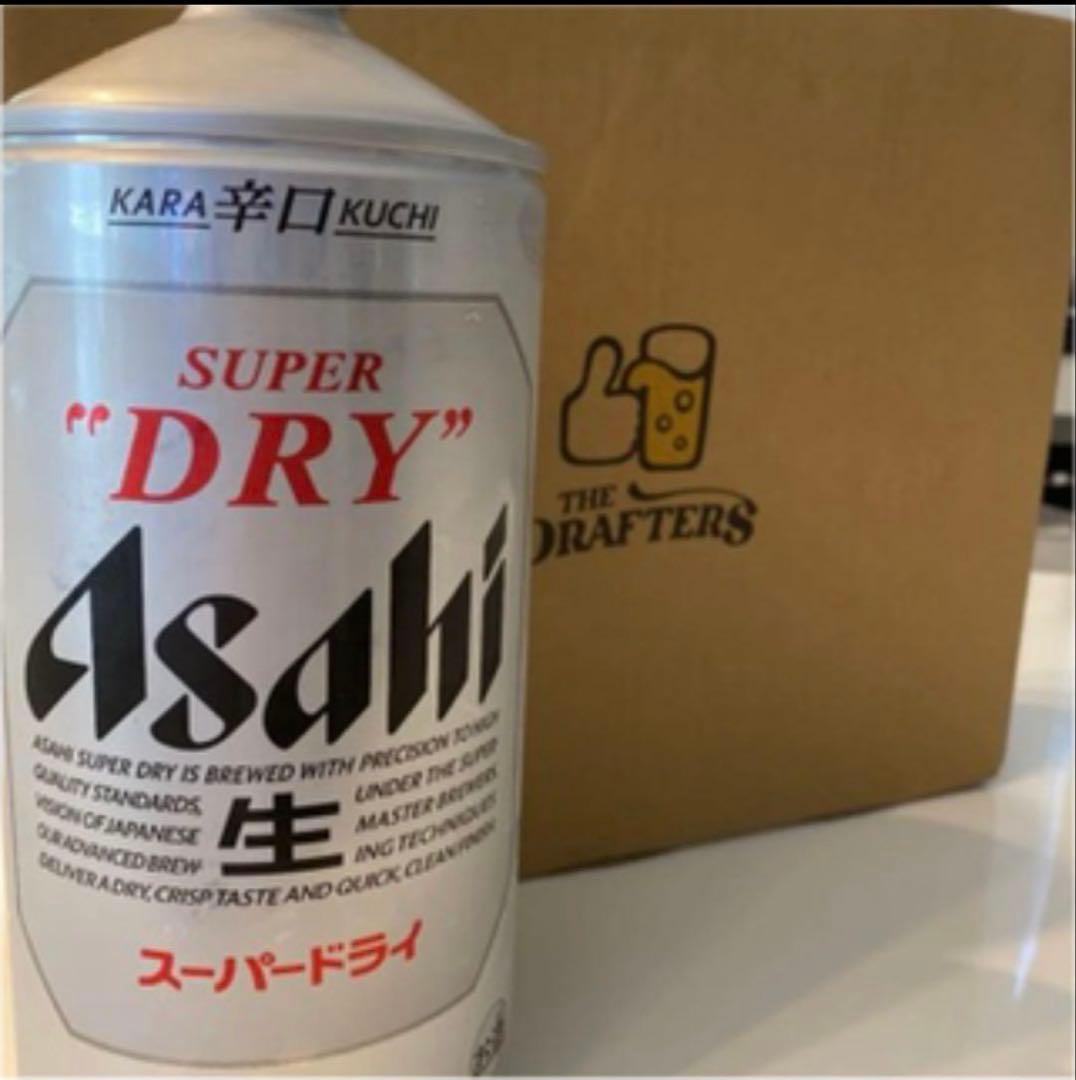 KARA 辛口 KUCHI
SUPER
"DRY"
Asahi
ASAHI SUPER DRY IS BREWED WITH PRECISION TO HIGH
QUALITY STANDARDS, UNDER THE SUPER-
VISION OF JAPANESE MASTER BREWERS.
OUR ADVANCED BREW- 生 ING TECHNIQUES
DELIVER A DRY, CRISP TASTE AND QUICK, CLEAN FINISH.
スーパードライ
THE
DRAFTERS